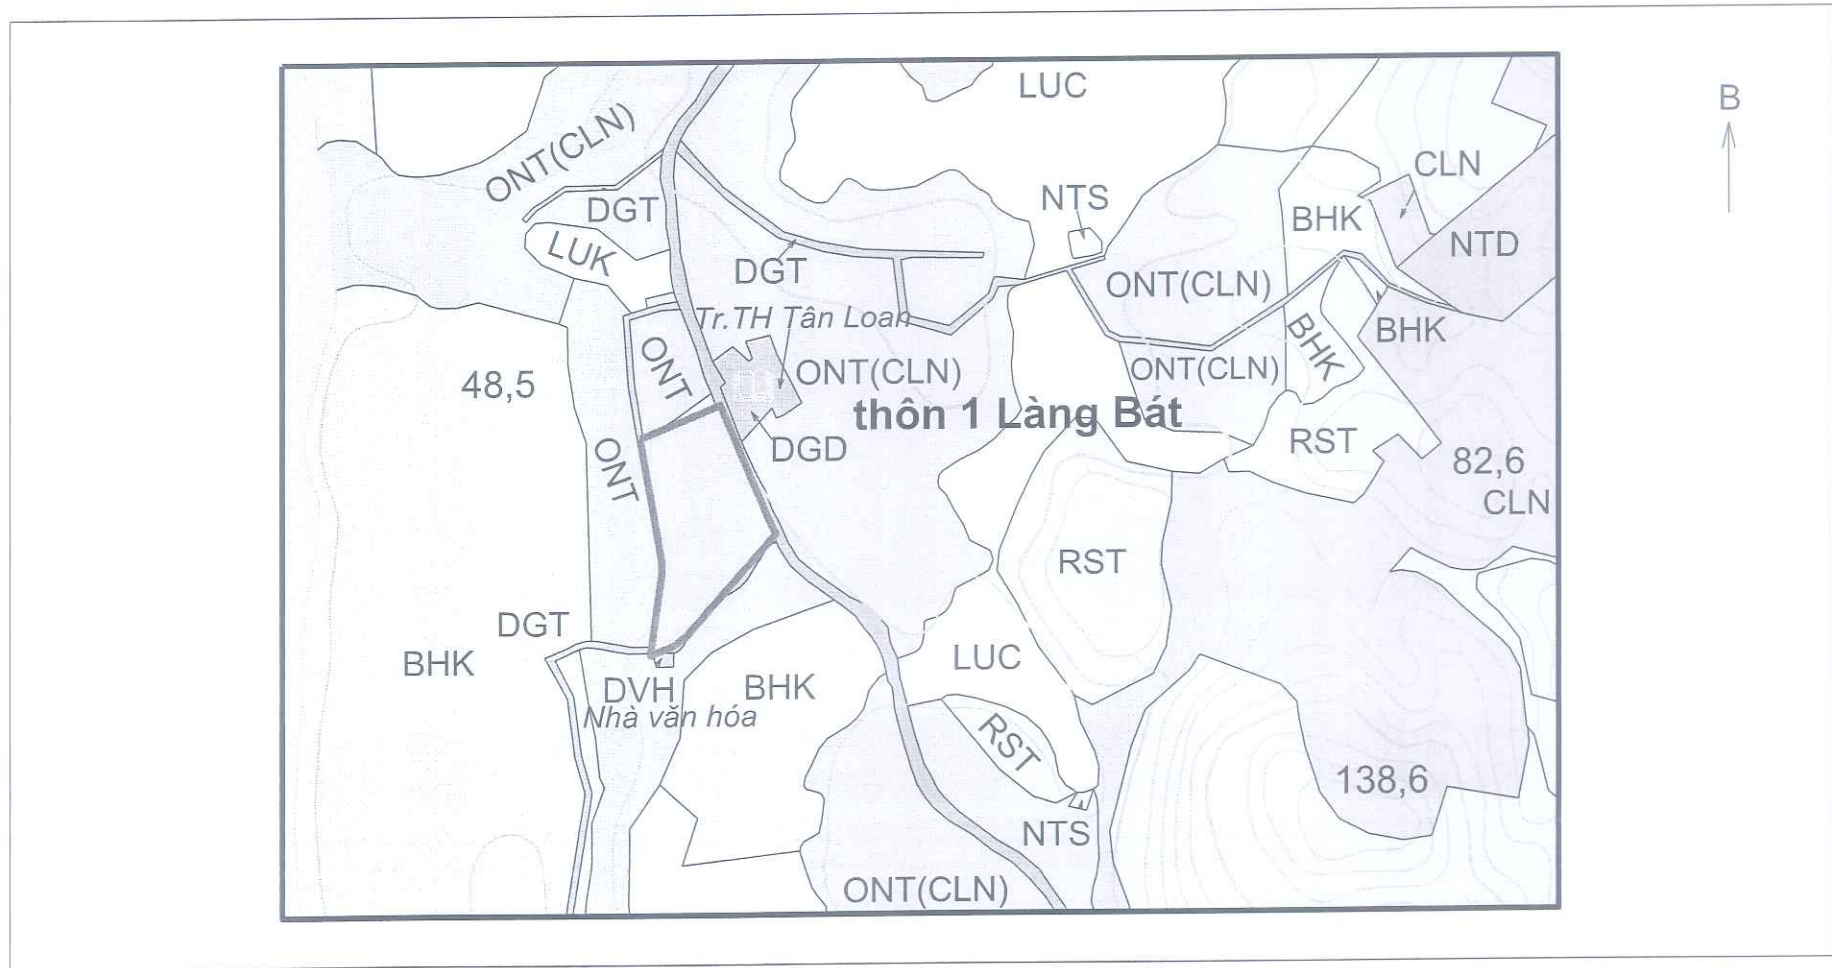 LUC
B
ONT(CLN)
CLN
NTS
DGT
BHK
LUK
NTD
DGT
ONT(CLN)
Tr.TH Tân Loan
BHK
BHK
ONT
48,5
ONT(CLN)
ONT(CLN)
thôn 1 Làng Bát
DGD
RST
82,6
ONT
CLN
RST
DGT
BHK
LUC
DVH
BHK
Nhà văn hóa
RST
138,6
NTS
ONT(CLN)